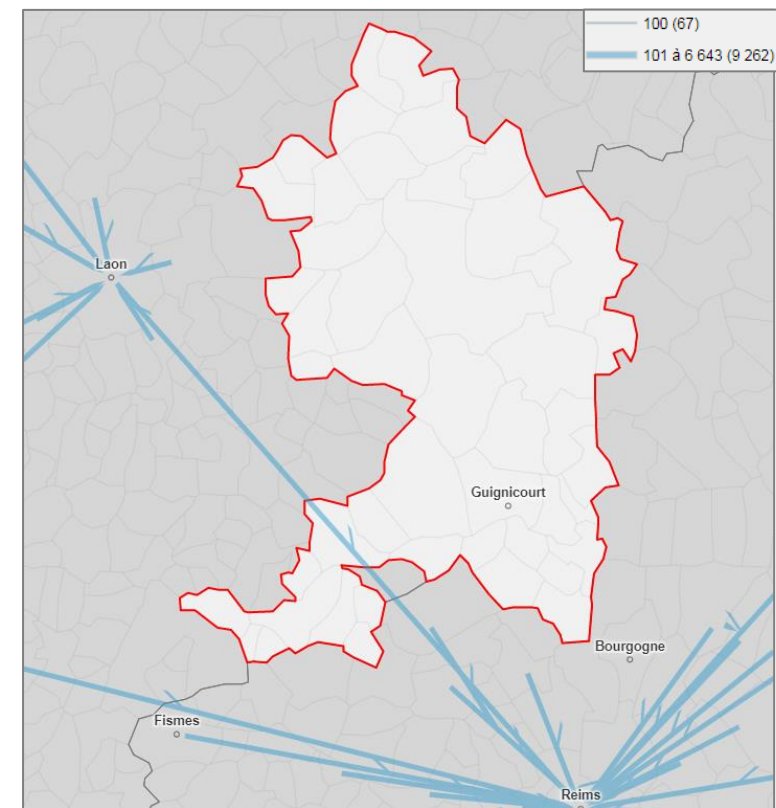 100 (67)
101 à 6 643 (9 262)
Laon
Guignicourt
Bourgogne
Fismes
Reims